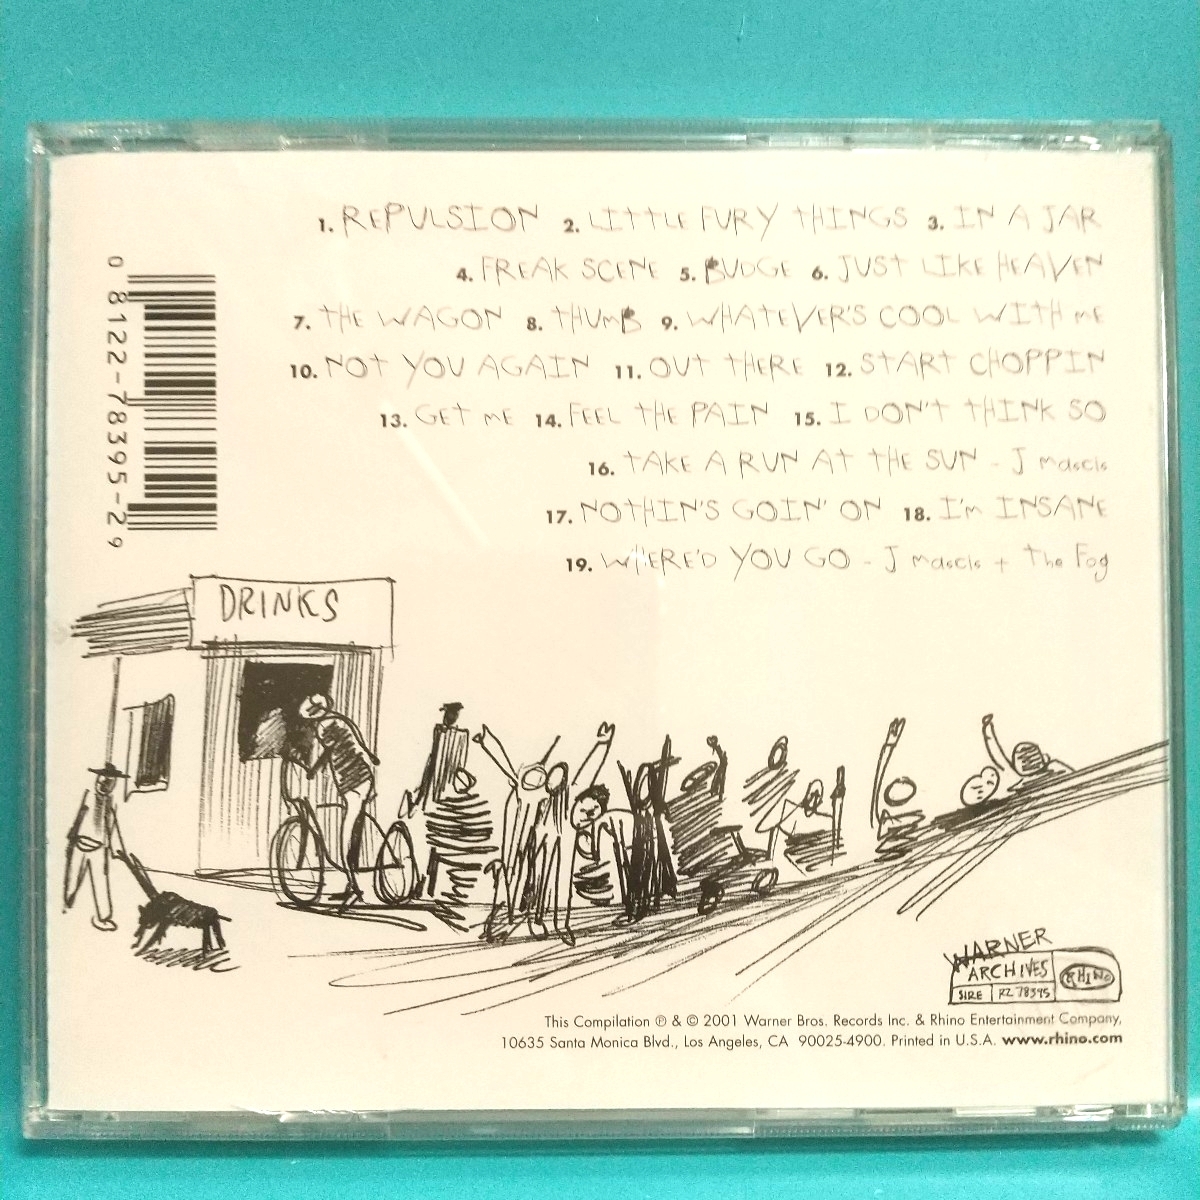 1. REPULSION 2. LITTLE FURY THINGS 3. IN A JAR
4. FREAK SCENE 5. BUDGE 6. JUST LIKE HEAVEN
7. THE WAGON 8. THUMB 9. WHATEVER'S COOL WITH ME
10. NOT YOU AGAIN 11. OUT THERE 12. START CHOPPIN
13. GET ME 14. FEEL THE PAIN 15. I DON'T THINK SO
16. TAKE A RUN AT THE SUN - J mascis
17. NOTHIN'S GOIN' ON 18. I'm INSANE
19. WHERE'D YOU GO - J mascis + The Fog
0 8122-78395-2 9
DRINKS
WARNER
ARCHIVES
RHINO
SIRE R2 78395
This Compilation ℗ & © 2001 Warner Bros. Records Inc. & Rhino Entertainment Company,
10635 Santa Monica Blvd., Los Angeles, CA 90025-4900. Printed in U.S.A. www.rhino.com